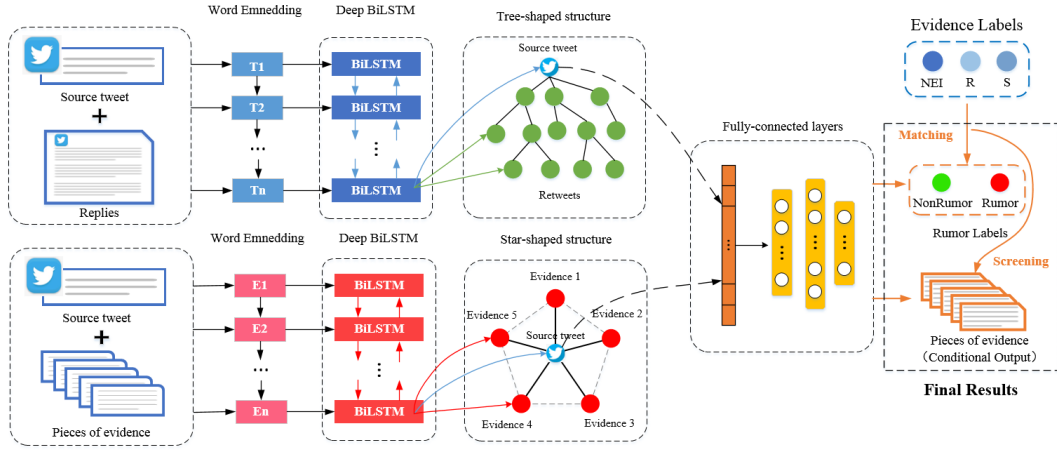 Word Emnedding
Deep BiLSTM
Tree-shaped structure
Evidence Labels
NEI
R
S
Source tweet
+
Replies
T1
T2
...
Tn
BiLSTM
BiLSTM
...
BiLSTM
Source tweet
Retweets
Fully-connected layers
Matching
NonRumor
Rumor
Rumor Labels
Screening
Pieces of evidence
(Conditional Output)
Final Results
Word Emnedding
Deep BiLSTM
Star-shaped structure
Source tweet
+
Pieces of evidence
E1
E2
...
En
BiLSTM
BiLSTM
...
BiLSTM
Evidence 1
Evidence 5
Evidence 2
Source tweet
Evidence 4
Evidence 3